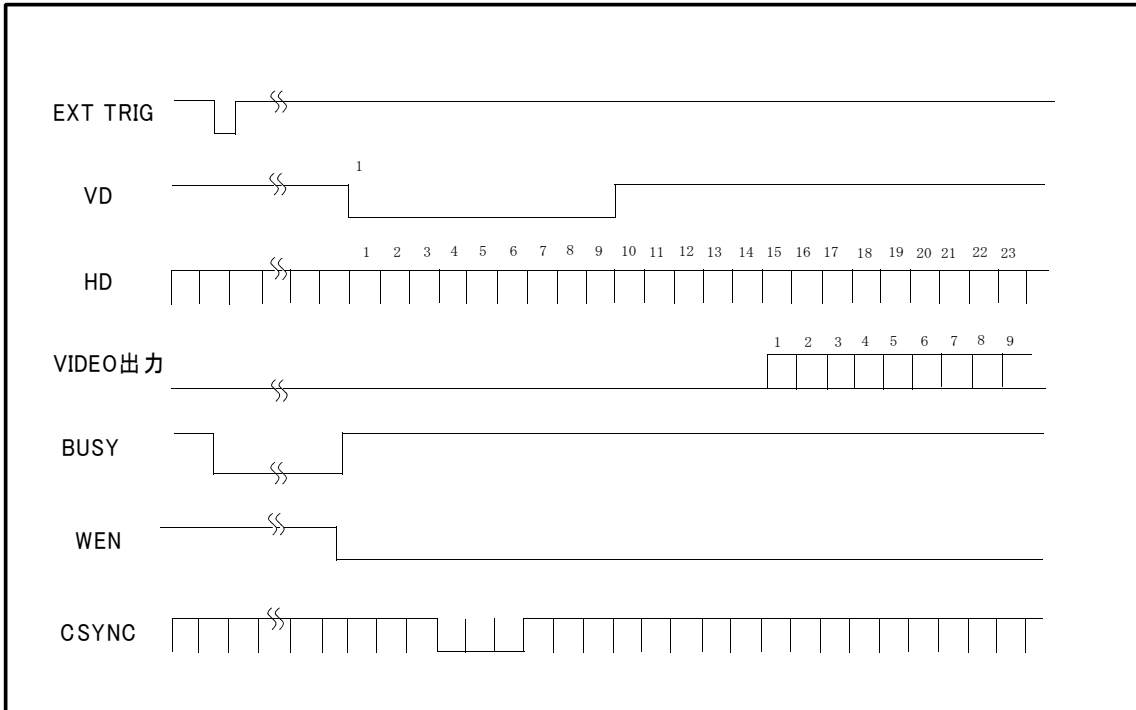 EXT TRIG
1
VD
1 2 3 4 5 6 7 8 9 10 11 12 13 14 15 16 17 18 19 20 21 22 23
HD
1 2 3 4 5 6 7 8 9
VIDEO出力
BUSY
WEN
CSYNC